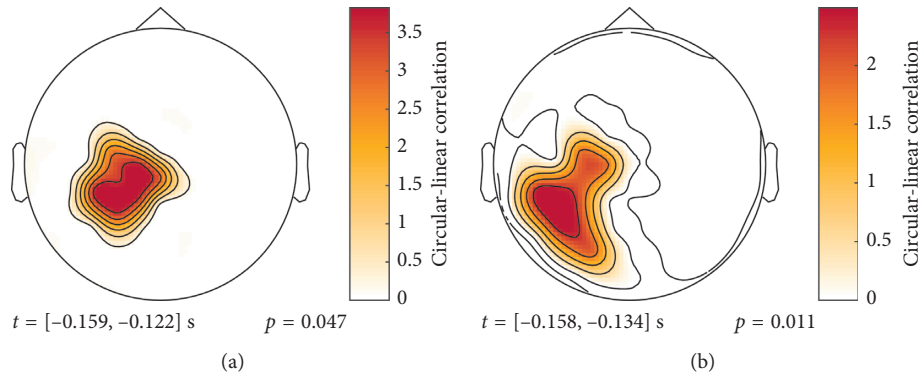 3.5
3
2.5
2
1.5
1
0.5
0
Circular-linear correlation
t = [–0.159, –0.122] s
p = 0.047
(a)
2
1.5
1
0.5
0
Circular-linear correlation
t = [–0.158, –0.134] s
p = 0.011
(b)